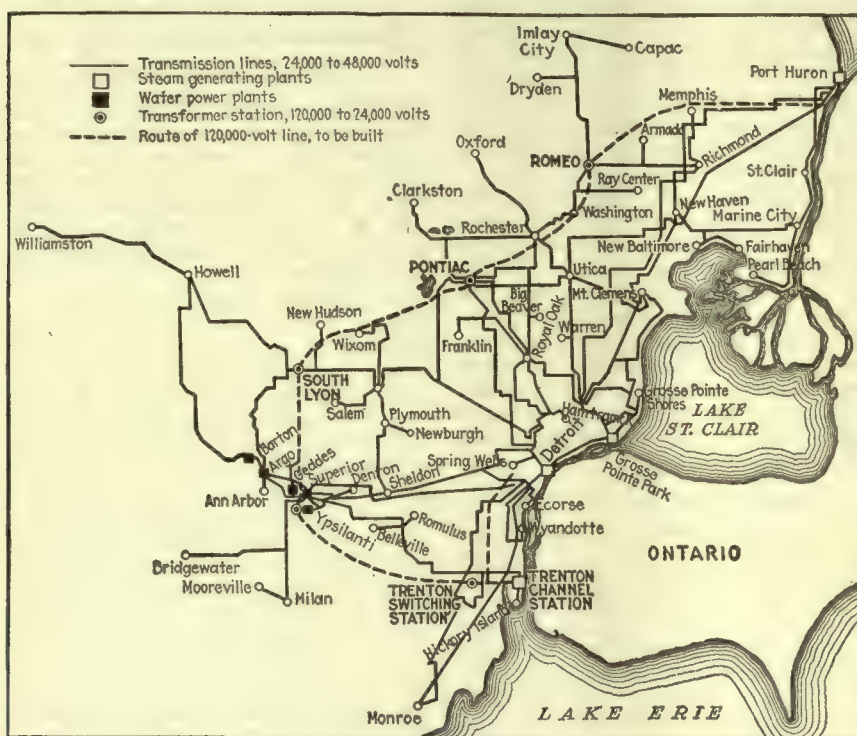 Transmission lines, 24,000 to 48,000 volts
Steam generating plants
Water power plants
Transformer station, 120,000 to 24,000 volts
Route of 120,000-volt line, to be built
Imlay
City
Capac
Dryden
Port Huron
Memphis
Armada
Oxford
ROMEO
Richmond
Ray Center
St. Clair
Clarkston
Washington
New Haven
Marine City
Rochester
Williamston
New Baltimore
Fairhaven
Pearl Beach
Howell
PONTIAC
Utica
Mt. Clemens
Big
Beaver
New Hudson
Wixom
Franklin
Royal Oak
Warren
SOUTH
LYON
Salem
Plymouth
Newburgh
Hamtramck
Grosse Pointe
Shores
LAKE
ST. CLAIR
Barton
Argo
Geddes
Superior
Denton
Sheldon
Spring Wells
Detroit
Grosse
Pointe Park
Ann Arbor
Ypsilanti
Belleville
Romulus
Ecorse
Wyandotte
ONTARIO
Bridgewater
Mooreville
Milan
TRENTON
SWITCHING
STATION
TRENTON
CHANNEL
STATION
Hickory Island
Monroe
LAKE ERIE